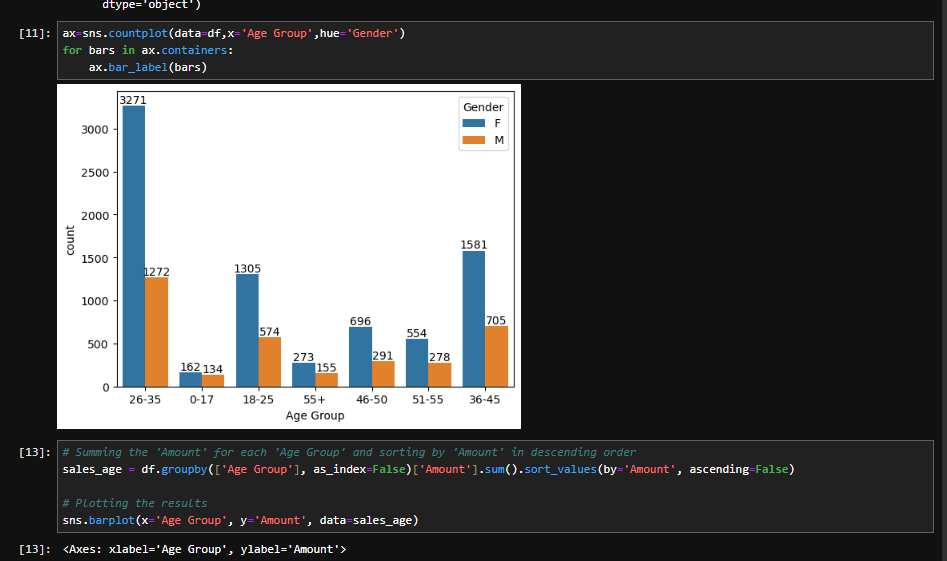 dtype='object')
[11]: ax=sns.countplot(data=df,x='Age Group',hue='Gender')
for bars in ax.containers:
    ax.bar_label(bars)
3271
Gender
F
M
3000
2500
2000
1581
1500
1305
1272
1000
696
705
574
554
500
291
278
273
155
162
134
0
count
26-35 0-17 18-25 55+ 46-50 51-55 36-45
Age Group
[13]: # Summing the 'Amount' for each 'Age Group' and sorting by 'Amount' in descending order
sales_age = df.groupby(['Age Group'], as_index=False)['Amount'].sum().sort_values(by='Amount', ascending=False)
# Plotting the results
sns.barplot(x='Age Group', y='Amount', data=sales_age)
[13]: <Axes: xlabel='Age Group', ylabel='Amount'>